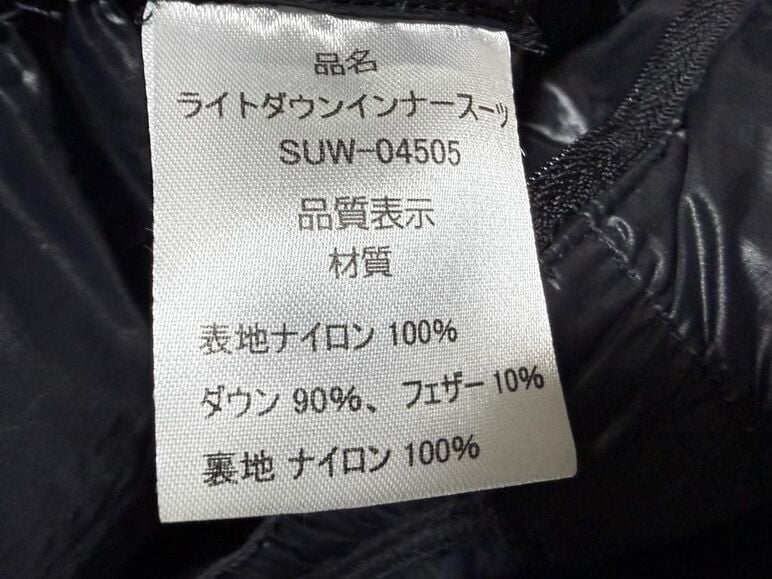 品名
ライトダウンインナースーツ
SUW-04505
品質表示
材質
表地ナイロン 100%
ダウン 90%、フェザー 10%
裏地 ナイロン 100%